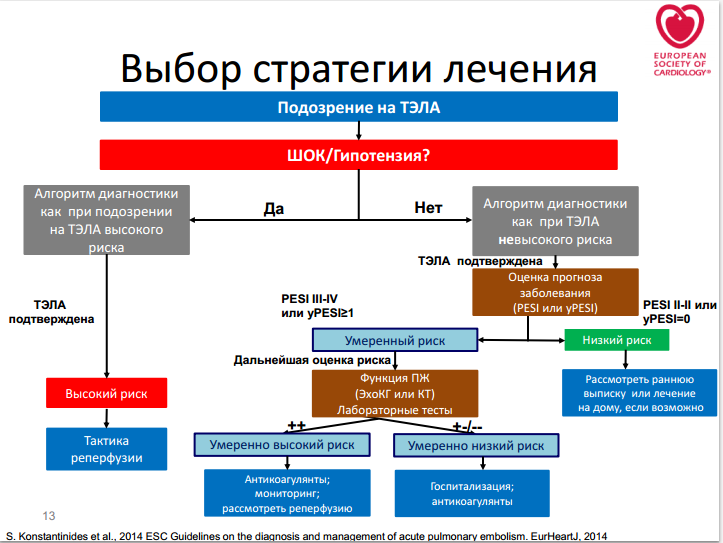 EUROPEAN
SOCIETY OF
CARDIOLOGY®
Выбор стратегии лечения
Подозрение на ТЭЛА
ШОК/Гипотензия?
Алгоритм диагностики
как при подозрении
на ТЭЛА высокого
риска
Да
Нет
Алгоритм диагностики
как при ТЭЛА
невысокого риска
ТЭЛА подтверждена
Оценка прогноза
заболевания
(PESI или уPESI)
ТЭЛА
подтверждена
PESI III-IV
или уPESI≥1
PESI II-II или
уPESI=0
Умеренный риск
Низкий риск
Дальнейшая оценка риска
Функция ПЖ
(ЭхоКГ или КТ)
Лабораторные тесты
Рассмотреть раннюю
выписку или лечение
на дому, если возможно
Высокий риск
Тактика
реперфузии
++
+-/--
Умеренно высокий риск
Умеренно низкий риск
Антикоагулянты;
мониторинг;
рассмотреть реперфузию
Госпитализация;
антикоагулянты
13
S. Konstantinides et al., 2014 ESC Guidelines on the diagnosis and management of acute pulmonary embolism. EurHeartJ, 2014